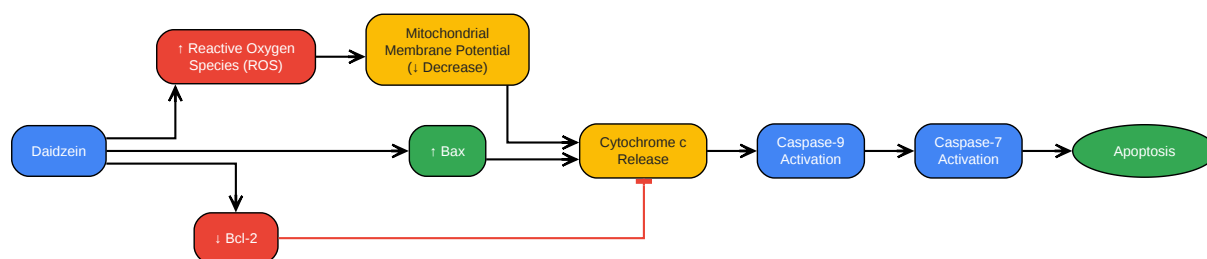 Daidzein
↑ Reactive Oxygen
Species (ROS)
Mitochondrial
Membrane Potential
(↓ Decrease)
↑ Bax
↓ Bcl-2
Cytochrome c
Release
Caspase-9
Activation
Caspase-7
Activation
Apoptosis